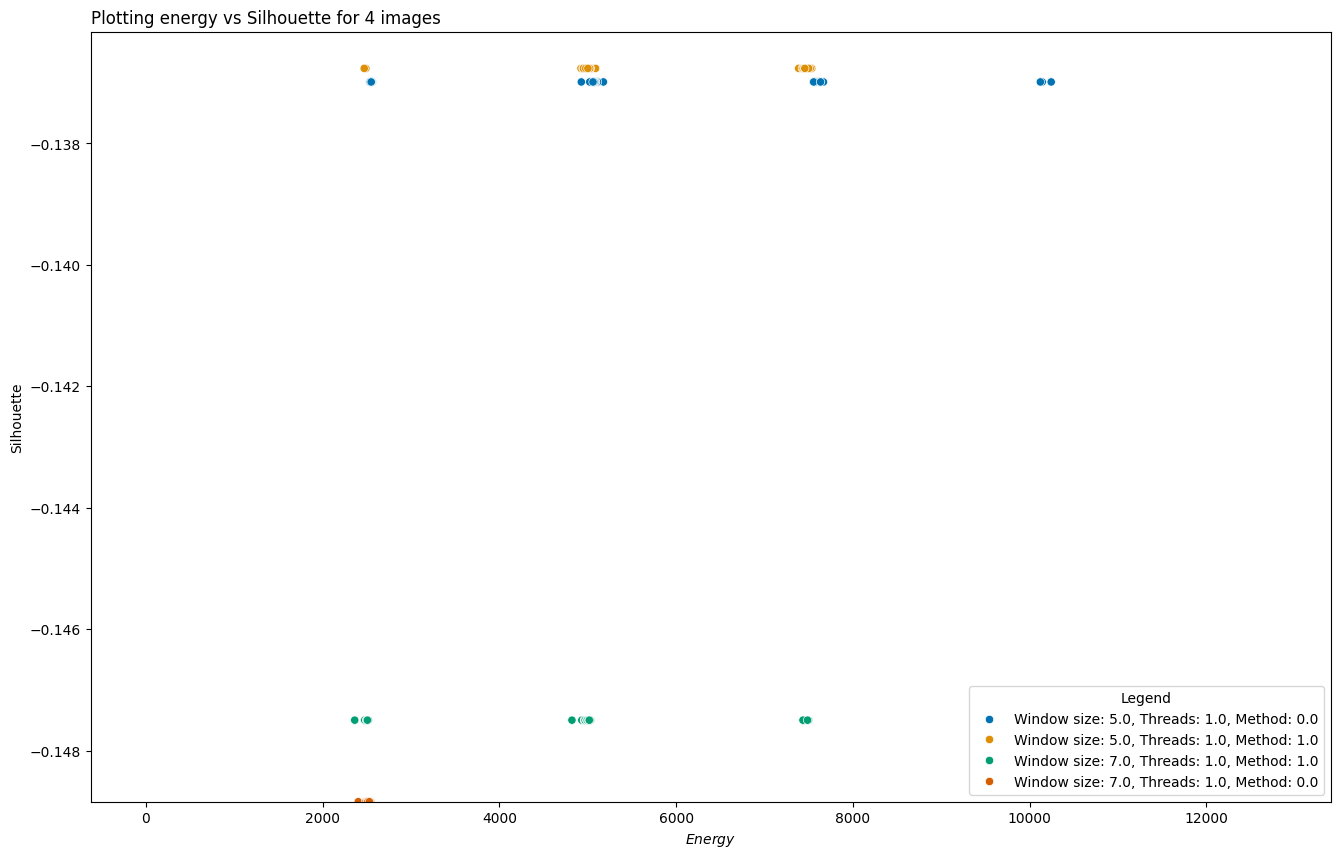 Plotting energy vs Silhouette for 4 images
Silhouette
−0.138
−0.140
−0.142
−0.144
−0.146
−0.148
0
2000
4000
6000
8000
10000
12000
Energy
Legend
Window size: 5.0, Threads: 1.0, Method: 0.0
Window size: 5.0, Threads: 1.0, Method: 1.0
Window size: 7.0, Threads: 1.0, Method: 1.0
Window size: 7.0, Threads: 1.0, Method: 0.0